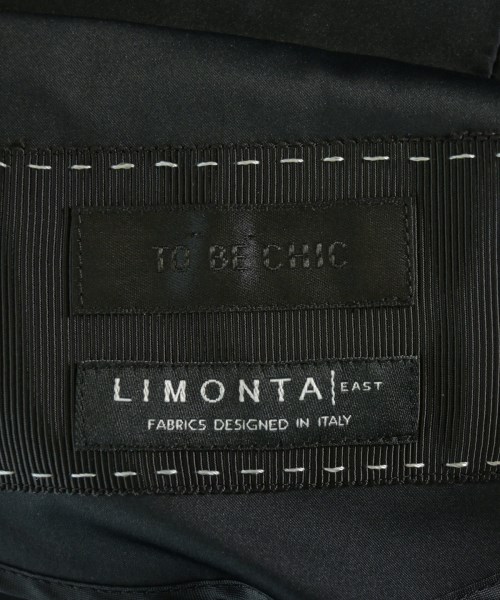 TO BE CHIC
LIMONTA EAST
FABRICS DESIGNED IN ITALY